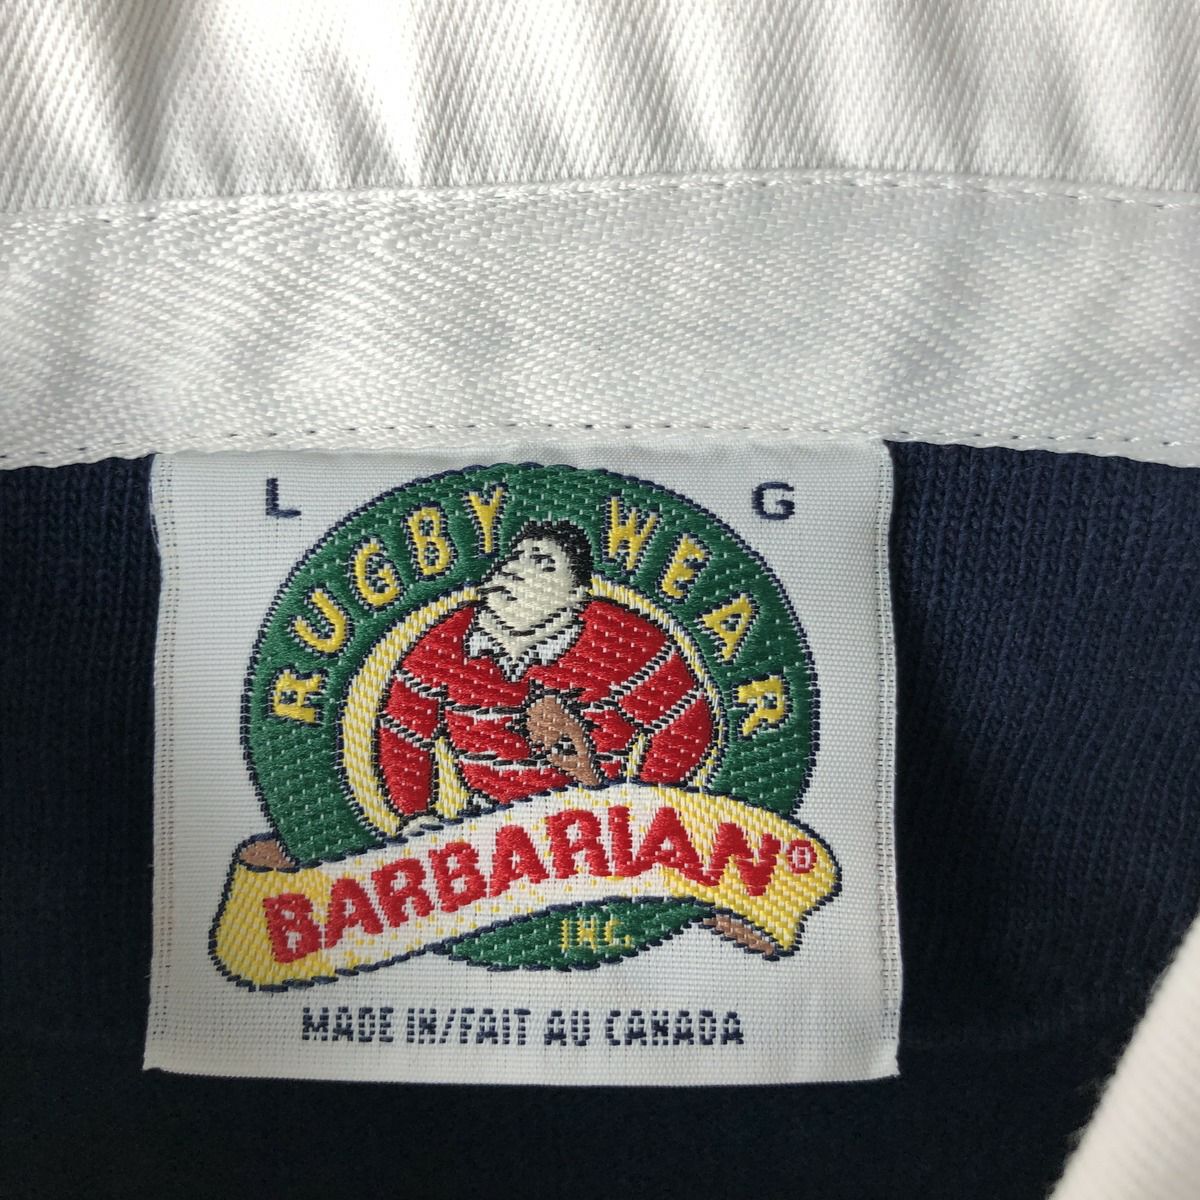 L G
RUGBY WEAR
BARBARIAN®
INC.
MADE IN/FAIT AU CANADA